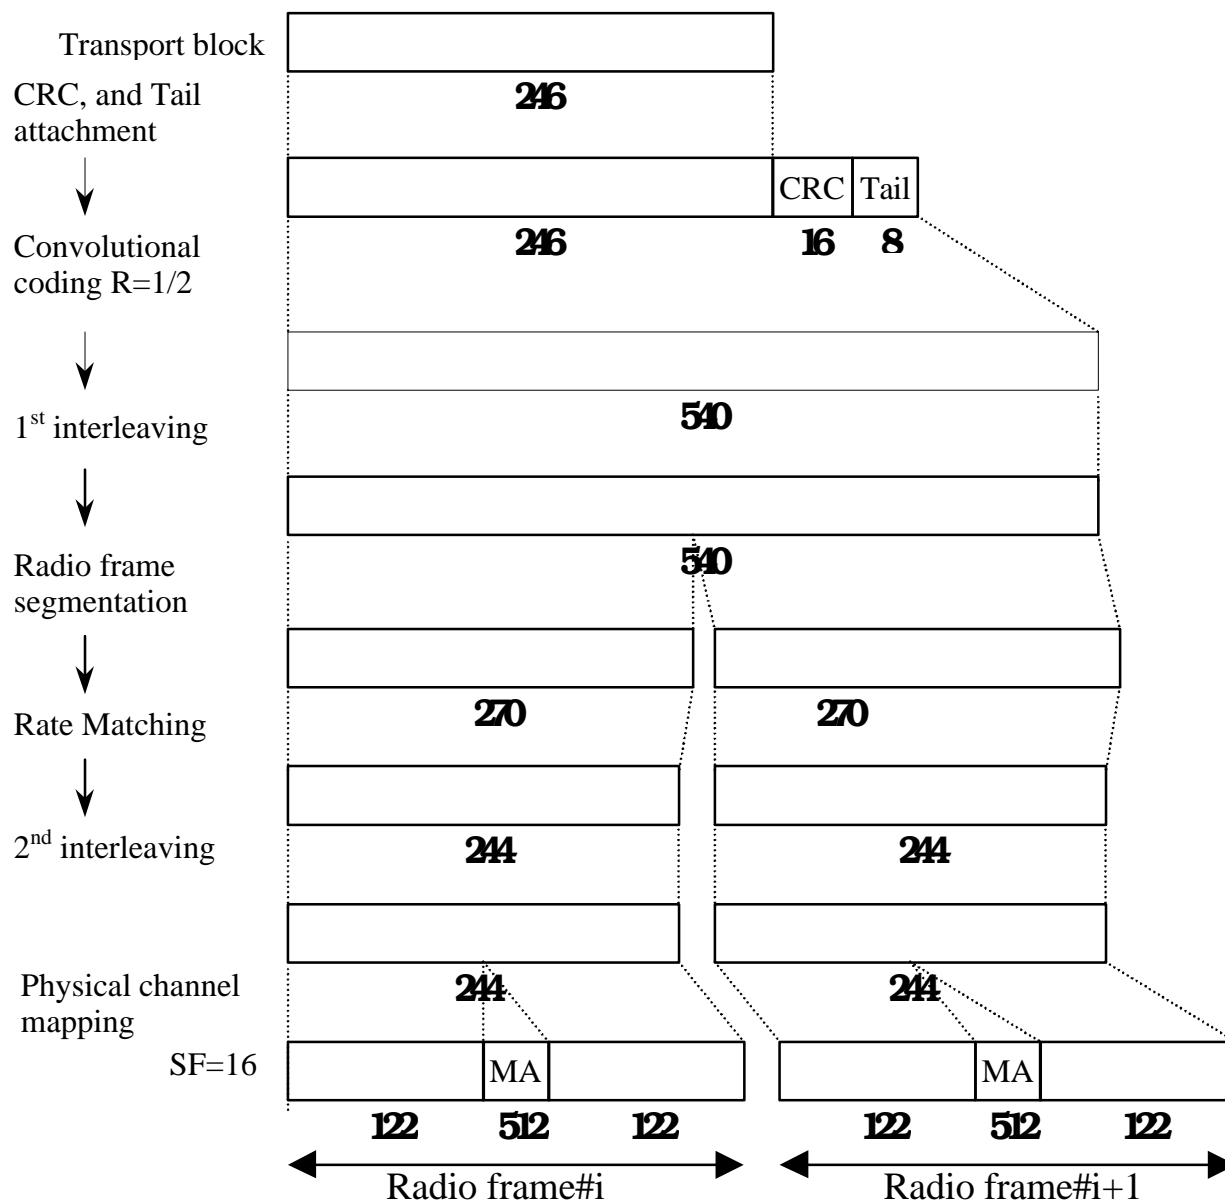 Transport block
246
CRC, and Tail
attachment
CRC Tail
246 16 8
Convolutional
coding R=1/2
540
1st interleaving
540
Radio frame
segmentation
270 270
Rate Matching
244 244
2nd interleaving
244 244
Physical channel
mapping
SF=16 MA MA
122 512 122 122 512 122
Radio frame#i Radio frame#i+1